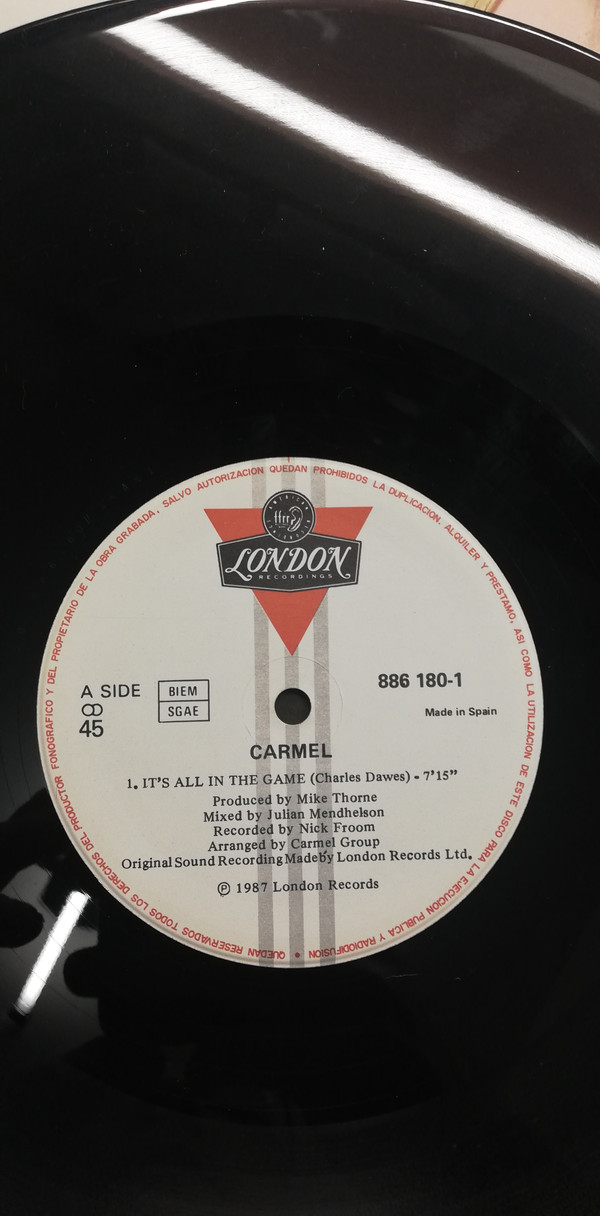 QUEDAN RESERVADOS TODOS LOS DERECHOS DEL PRODUCTOR FONOGRAFICO Y DEL PROPIETARIO DE LA OBRA GRABADA. SALVO AUTORIZACION QUEDAN PROHIBIDOS LA DUPLICACION, ALQUILER Y PRESTAMO, ASI COMO LA UTILIZACION DE ESTE DISCO PARA LA EJECUCION PUBLICA Y RADIODIFUSION
ffrr
LONDON
RECORDINGS
886 180-1
A SIDE
BIEM
SGAE
45
Made in Spain
CARMEL
1. IT'S ALL IN THE GAME (Charles Dawes) - 7'15"
Produced by Mike Thorne
Mixed by Julian Mendhelson
Recorded by Nick Froom
Arranged by Carmel Group
Original Sound Recording Made by London Records Ltd.
℗ 1987 London Records